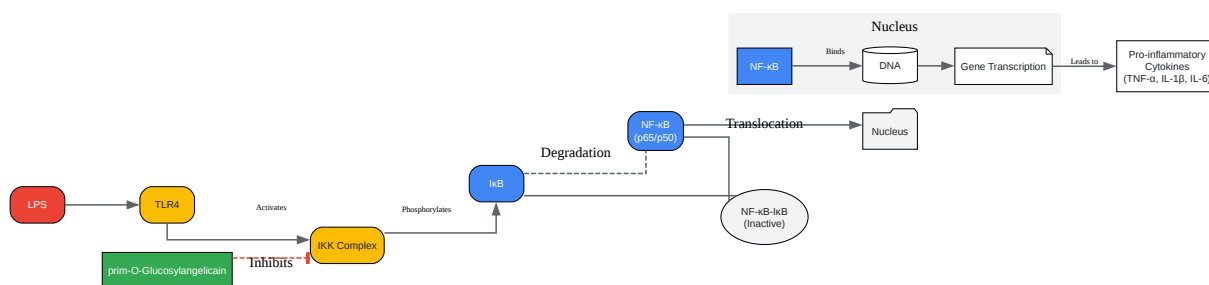 Nucleus
NF-κB
Binds
DNA
Gene Transcription
Leads to
Pro-inflammatory
Cytokines
(TNF-α, IL-1β, IL-6)
NF-κB
(p65/p50)
Translocation
Nucleus
Degradation
IκB
LPS
TLR4
Activates
Phosphorylates
NF-κB-IκB
(Inactive)
IKK Complex
Inhibits
prim-O-Glucosylangelicain